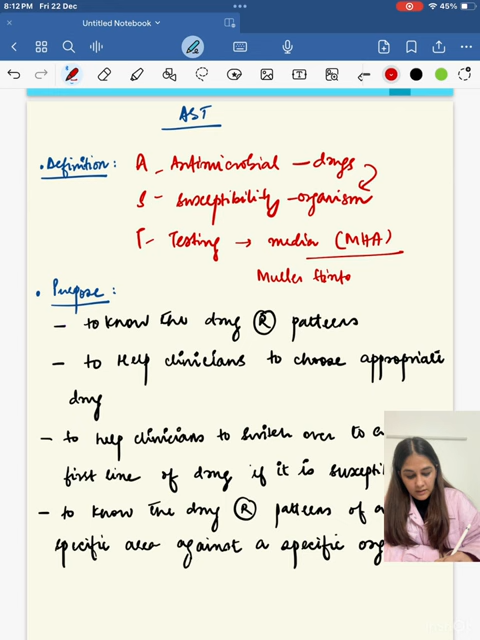 8:12 PM Fri 22 Dec
45%
Untitled Notebook
AST
• Definition: A - Antimicrobial - drugs
S - Susceptibility - organism
T - Testing → media (MHA)
Muller Hinto
• Purpose:
- to know the drug Ⓡ patterns
- to Help clinicians to choose appropriate
drug
- to help clinicians to switch over to
first line of drug if it is suscepti
- to know the drug Ⓡ patterns of a
specific area against a specific org